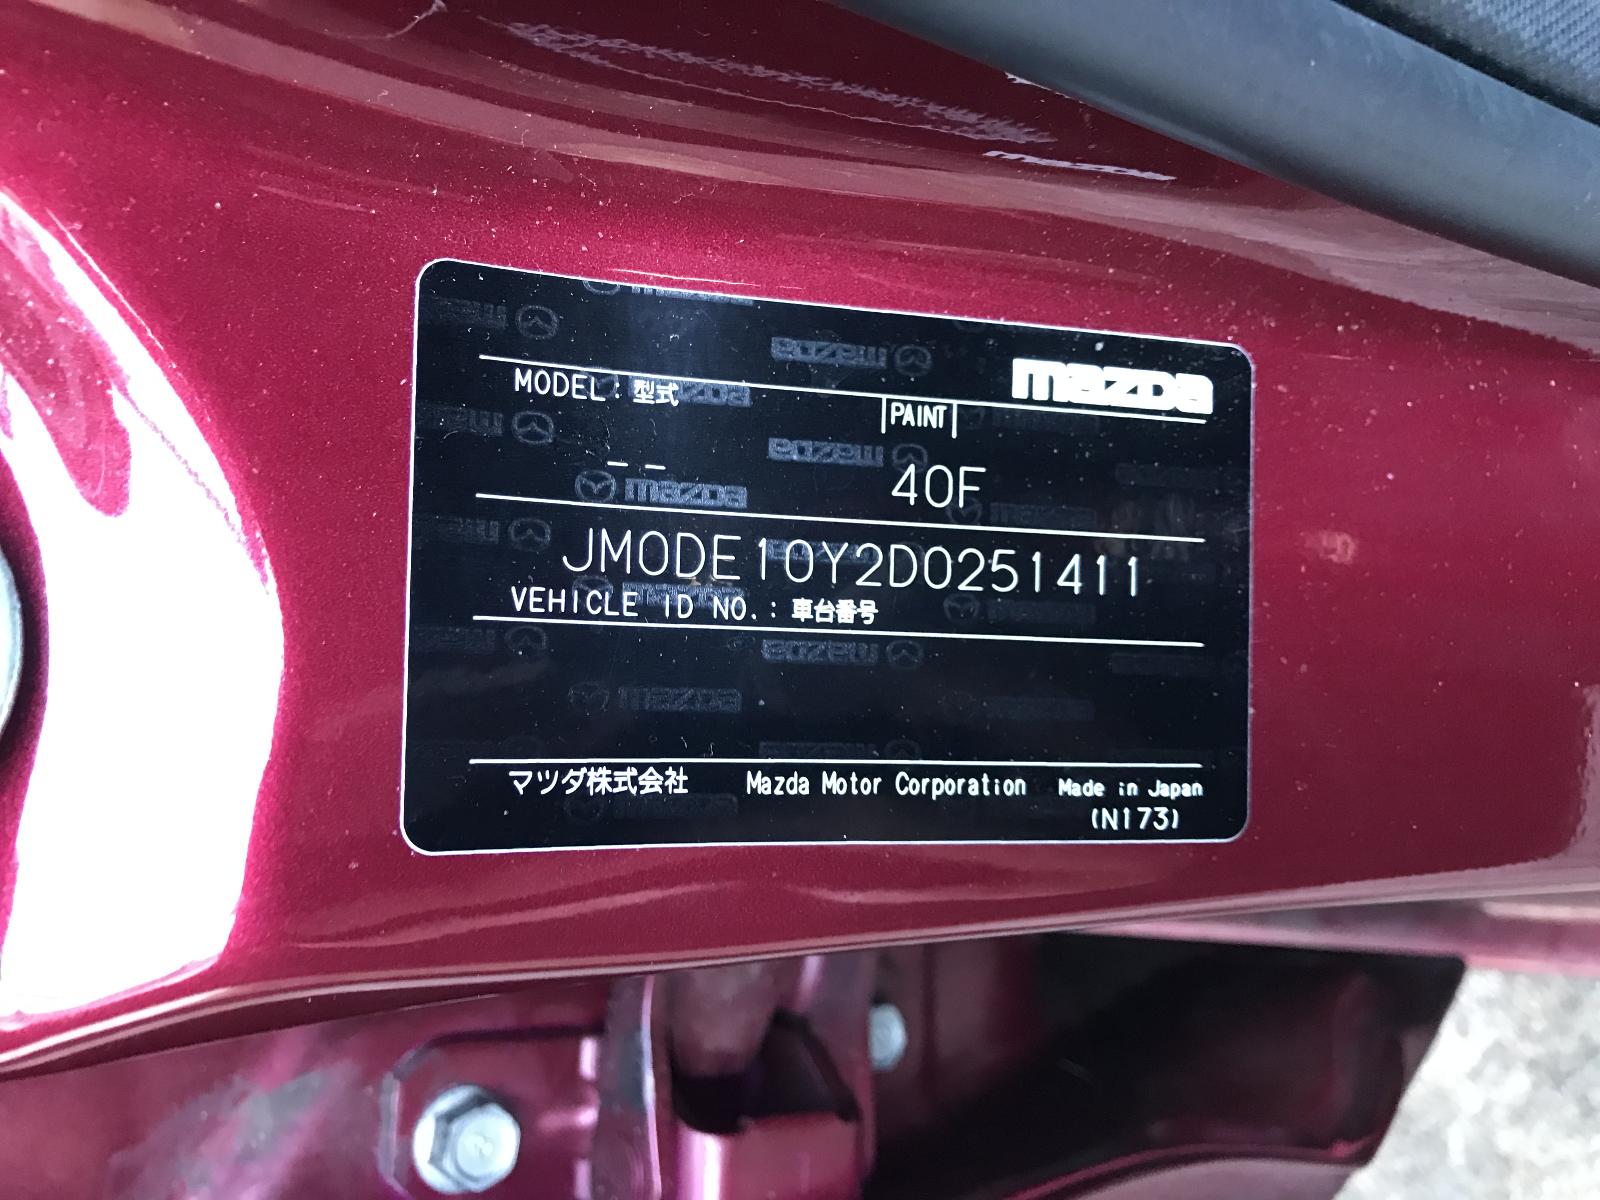 mazda
MODEL: 型式
PAINT
-- 40F
JM0DE10Y2D0251411
VEHICLE ID NO.: 車台番号
マツダ株式会社 Mazda Motor Corporation Made in Japan
(N173)